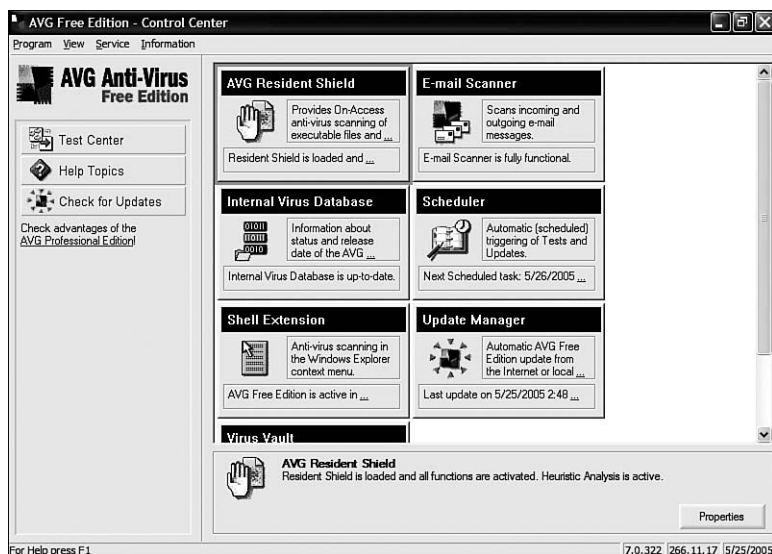 AVG Free Edition - Control Center
Program View Service Information
AVG Anti-Virus
Free Edition
Test Center
Help Topics
Check for Updates
Check advantages of the
AVG Professional Edition!
AVG Resident Shield
Provides On-Access
anti-virus scanning of
executable files and ...
Resident Shield is loaded and ...
E-mail Scanner
Scans incoming and
outgoing e-mail
messages.
E-mail Scanner is fully functional.
Internal Virus Database
01011
110111
0010
Information about
status and release
date of the AVG ...
Internal Virus Database is up-to-date.
Scheduler
Automatic (scheduled)
triggering of Tests and
Updates.
Next Scheduled task: 5/26/2005 ...
Shell Extension
Anti-virus scanning in
the Windows Explorer
context menu.
AVG Free Edition is active in ...
Update Manager
Automatic AVG Free
Edition update from
the Internet or local ...
Last update on 5/25/2005 2:48 ...
Virus Vault
AVG Resident Shield
Resident Shield is loaded and all functions are activated. Heuristic Analysis is active.
Properties
For Help press F1
7.0.322 266.11.17 5/25/2005